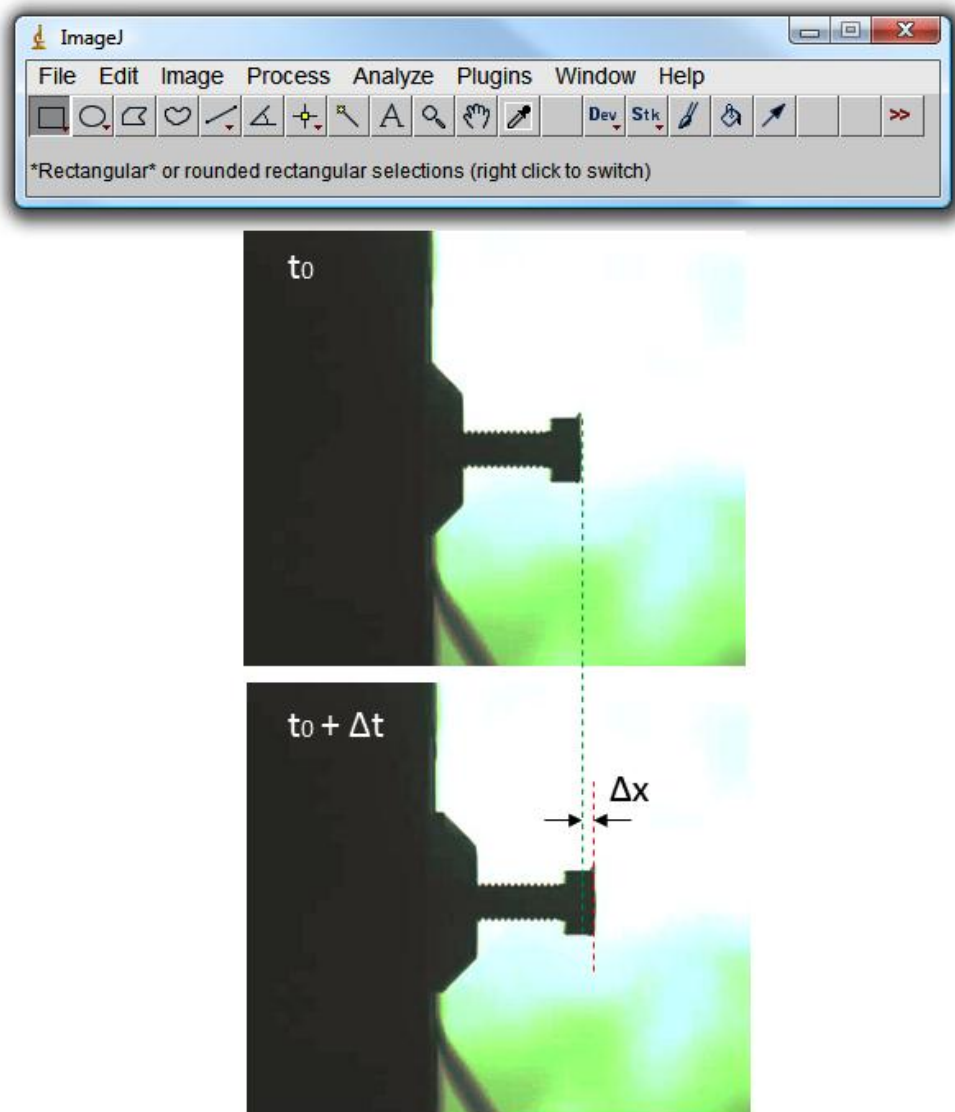 ImageJ
File Edit Image Process Analyze Plugins Window Help
Dev Stk >>
*Rectangular* or rounded rectangular selections (right click to switch)
t0
t0 + Δt
Δx